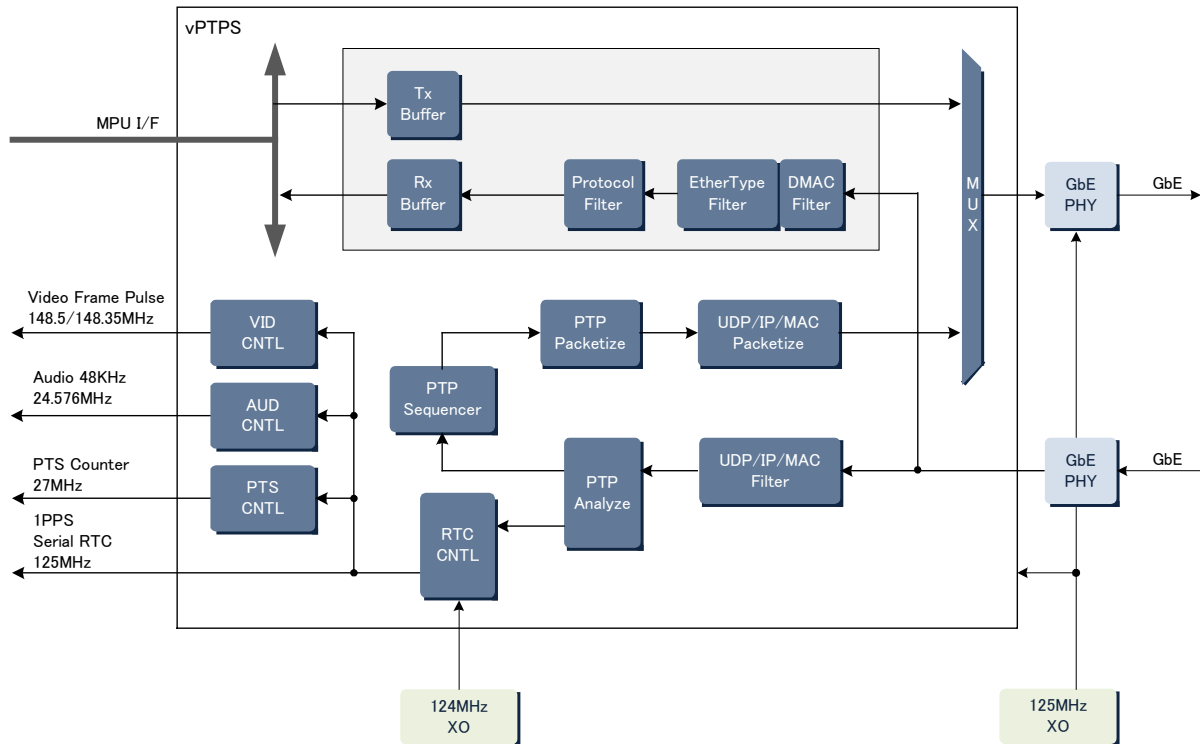 vPTPS
MPU I/F
Tx
Buffer
Rx
Buffer
Protocol
Filter
EtherType
Filter
DMAC
Filter
M
U
X
GbE
PHY
GbE
Video Frame Pulse
148.5/148.35MHz
VID
CNTL
PTP
Packetize
UDP/IP/MAC
Packetize
Audio 48KHz
24.576MHz
AUD
CNTL
PTP
Sequencer
PTS Counter
27MHz
PTS
CNTL
PTP
Analyze
UDP/IP/MAC
Filter
GbE
PHY
GbE
1PPS
Serial RTC
125MHz
RTC
CNTL
124MHz
XO
125MHz
XO